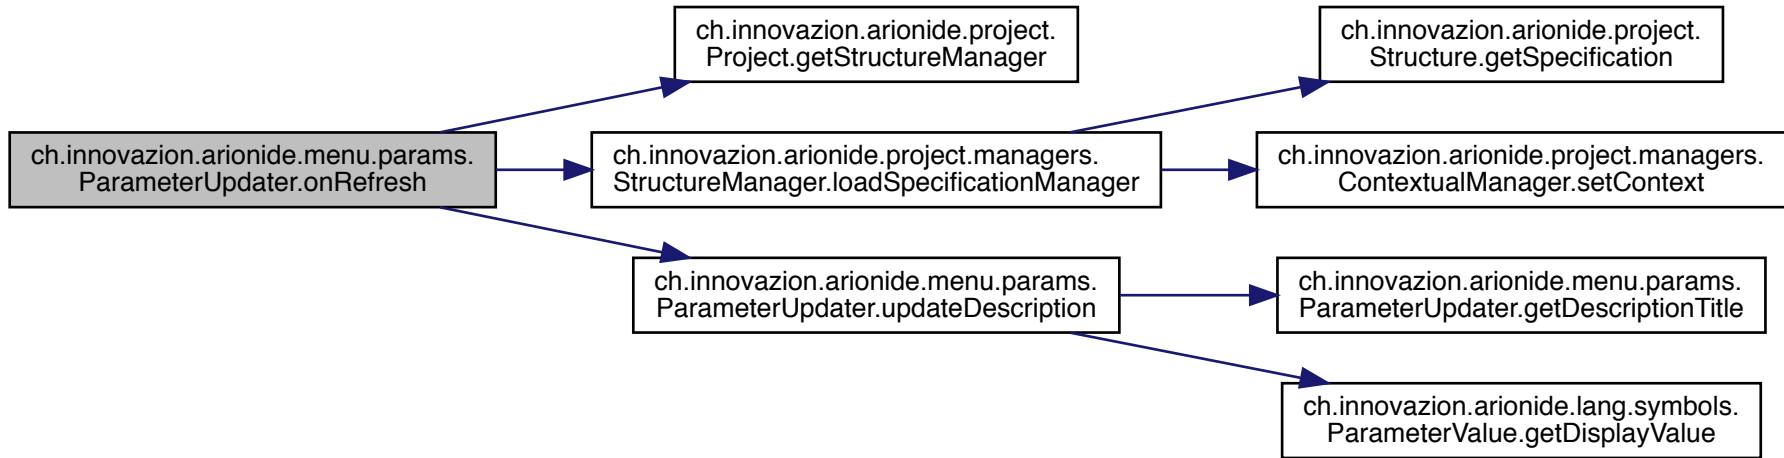 ch.innovazion.arionide.menu.params.
ParameterUpdater.onRefresh
ch.innovazion.arionide.project.
Project.getStructureManager
ch.innovazion.arionide.project.managers.
StructureManager.loadSpecificationManager
ch.innovazion.arionide.menu.params.
ParameterUpdater.updateDescription
ch.innovazion.arionide.project.
Structure.getSpecification
ch.innovazion.arionide.project.managers.
ContextualManager.setContext
ch.innovazion.arionide.menu.params.
ParameterUpdater.getDescriptionTitle
ch.innovazion.arionide.lang.symbols.
ParameterValue.getDisplayValue